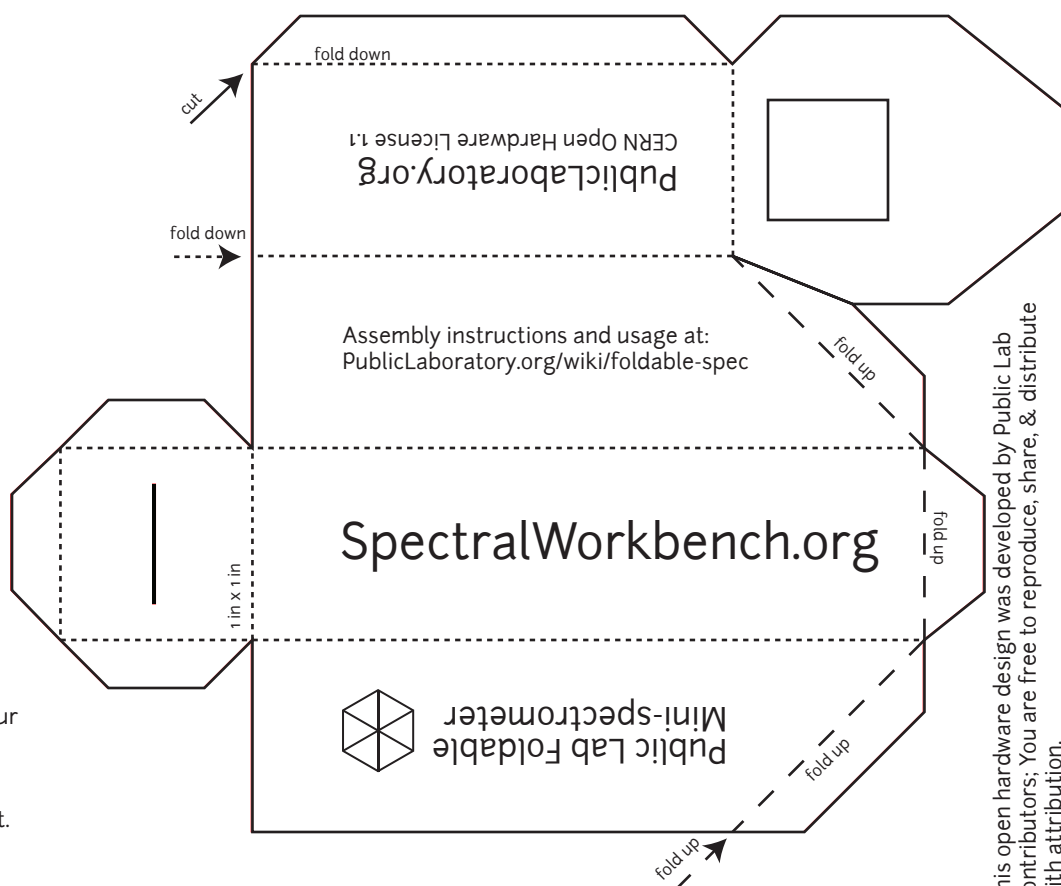 fold down
cut
CERN Open Hardware License 1.1
PublicLaboratory.org
fold down
Assembly instructions and usage at:
PublicLaboratory.org/wiki/foldable-spec
fold up
SpectralWorkbench.org
fold up
1 in x 1 in
Public Lab Foldable
Mini-spectrometer
fold up
fold up
his open hardware design was developed by Public Lab
ontributors; You are free to reproduce, share, & distribute
ith attribution.
ur
t.